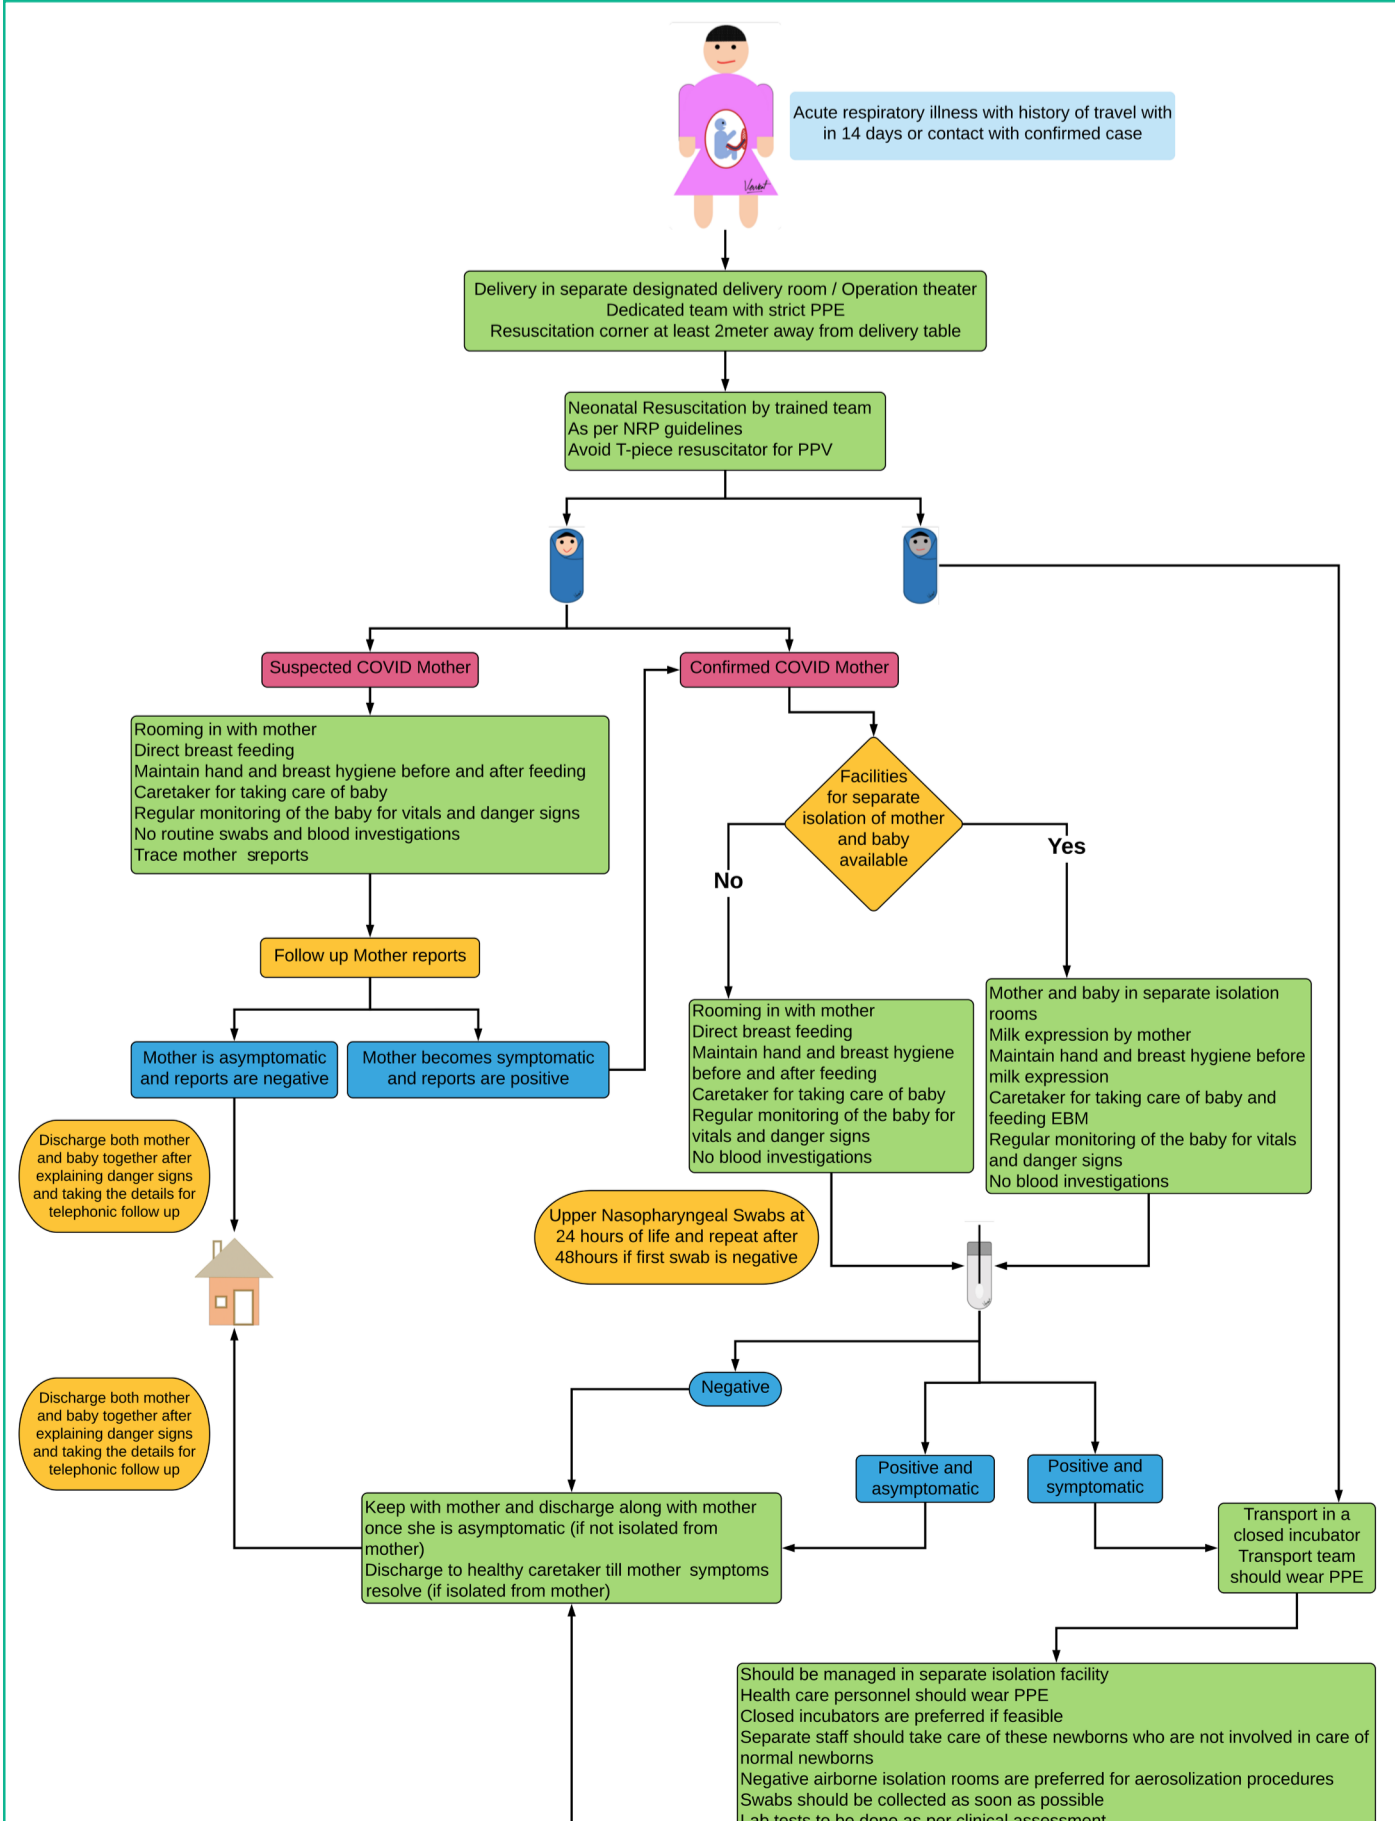 Acute respiratory illness with history of travel with
in 14 days or contact with confirmed case
Delivery in separate designated delivery room / Operation theater
Dedicated team with strict PPE
Resuscitation corner at least 2meter away from delivery table
Neonatal Resuscitation by trained team
As per NRP guidelines
Avoid T-piece resuscitator for PPV
Suspected COVID Mother
Confirmed COVID Mother
Rooming in with mother
Direct breast feeding
Maintain hand and breast hygiene before and after feeding
Caretaker for taking care of baby
Regular monitoring of the baby for vitals and danger signs
No routine swabs and blood investigations
Trace mother sreports
Facilities
for separate
isolation of mother
and baby
available
No
Yes
Follow up Mother reports
Mother is asymptomatic
and reports are negative
Mother becomes symptomatic
and reports are positive
Rooming in with mother
Direct breast feeding
Maintain hand and breast hygiene
before and after feeding
Caretaker for taking care of baby
Regular monitoring of the baby for
vitals and danger signs
No blood investigations
Mother and baby in separate isolation
rooms
Milk expression by mother
Maintain hand and breast hygiene before
milk expression
Caretaker for taking care of baby and
feeding EBM
Regular monitoring of the baby for vitals
and danger signs
No blood investigations
Discharge both mother
and baby together after
explaining danger signs
and taking the details for
telephonic follow up
Upper Nasopharyngeal Swabs at
24 hours of life and repeat after
48hours if first swab is negative
Negative
Discharge both mother
and baby together after
explaining danger signs
and taking the details for
telephonic follow up
Positive and
asymptomatic
Positive and
symptomatic
Keep with mother and discharge along with mother
once she is asymptomatic (if not isolated from
mother)
Discharge to healthy caretaker till mother symptoms
resolve (if isolated from mother)
Transport in a
closed incubator
Transport team
should wear PPE
Should be managed in separate isolation facility
Health care personnel should wear PPE
Closed incubators are preferred if feasible
Separate staff should take care of these newborns who are not involved in care of
normal newborns
Negative airborne isolation rooms are preferred for aerosolization procedures
Swabs should be collected as soon as possible
Lab tests to be done as per clinical assessment